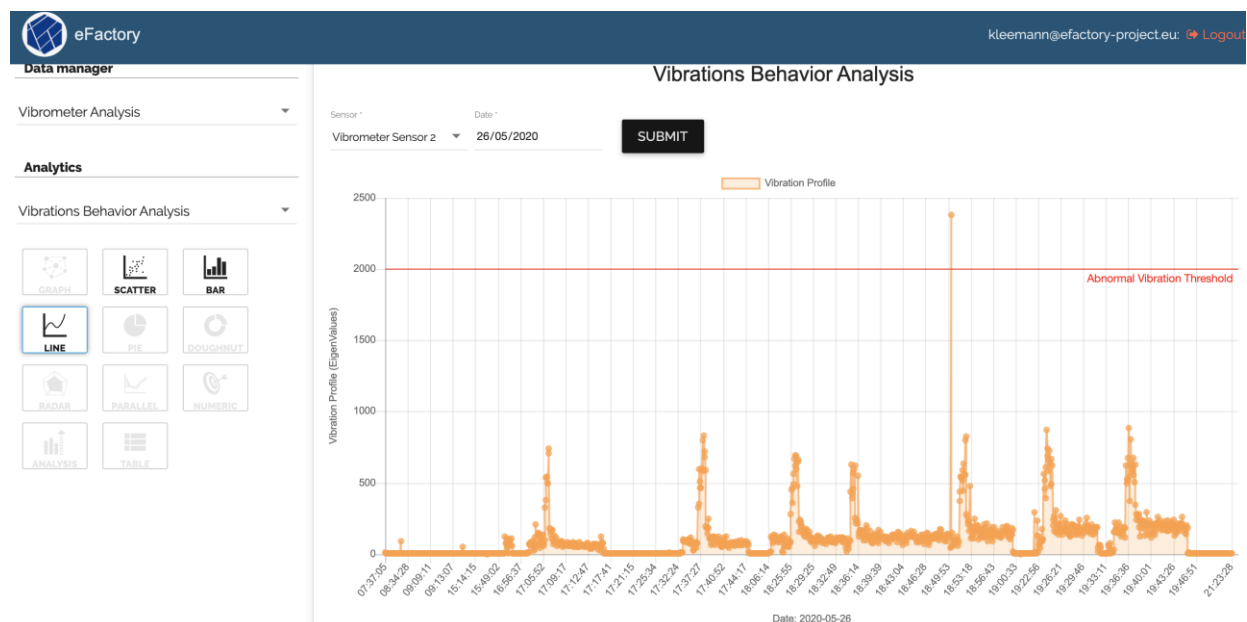 eFactory
kleemann@efactory-project.eu: Logout
Data manager
Vibrometer Analysis
Analytics
Vibrations Behavior Analysis
GRAPH
SCATTER
BAR
LINE
PIE
DOUGHNUT
RADAR
PARALLEL
NUMERIC
ANALYSIS
TABLE
Vibrations Behavior Analysis
Sensor *
Date *
Vibrometer Sensor 2
26/05/2020
SUBMIT
Vibration Profile
Vibration Profile (EigenValues)
2500
2000
1500
1000
500
0
Abnormal Vibration Threshold
07:37:05
08:34:28
09:09:11
09:13:07
15:14:15
15:49:02
16:56:37
17:05:52
17:09:17
17:12:47
17:17:41
17:21:15
17:25:34
17:32:24
17:37:27
17:40:52
17:44:17
18:06:14
18:25:55
18:29:25
18:32:49
18:36:14
18:39:39
18:43:04
18:46:28
18:49:53
18:53:18
18:56:43
19:00:33
19:22:56
19:26:21
19:29:46
19:33:11
19:36:36
19:40:01
19:43:26
19:46:51
21:23:28
Date: 2020-05-26